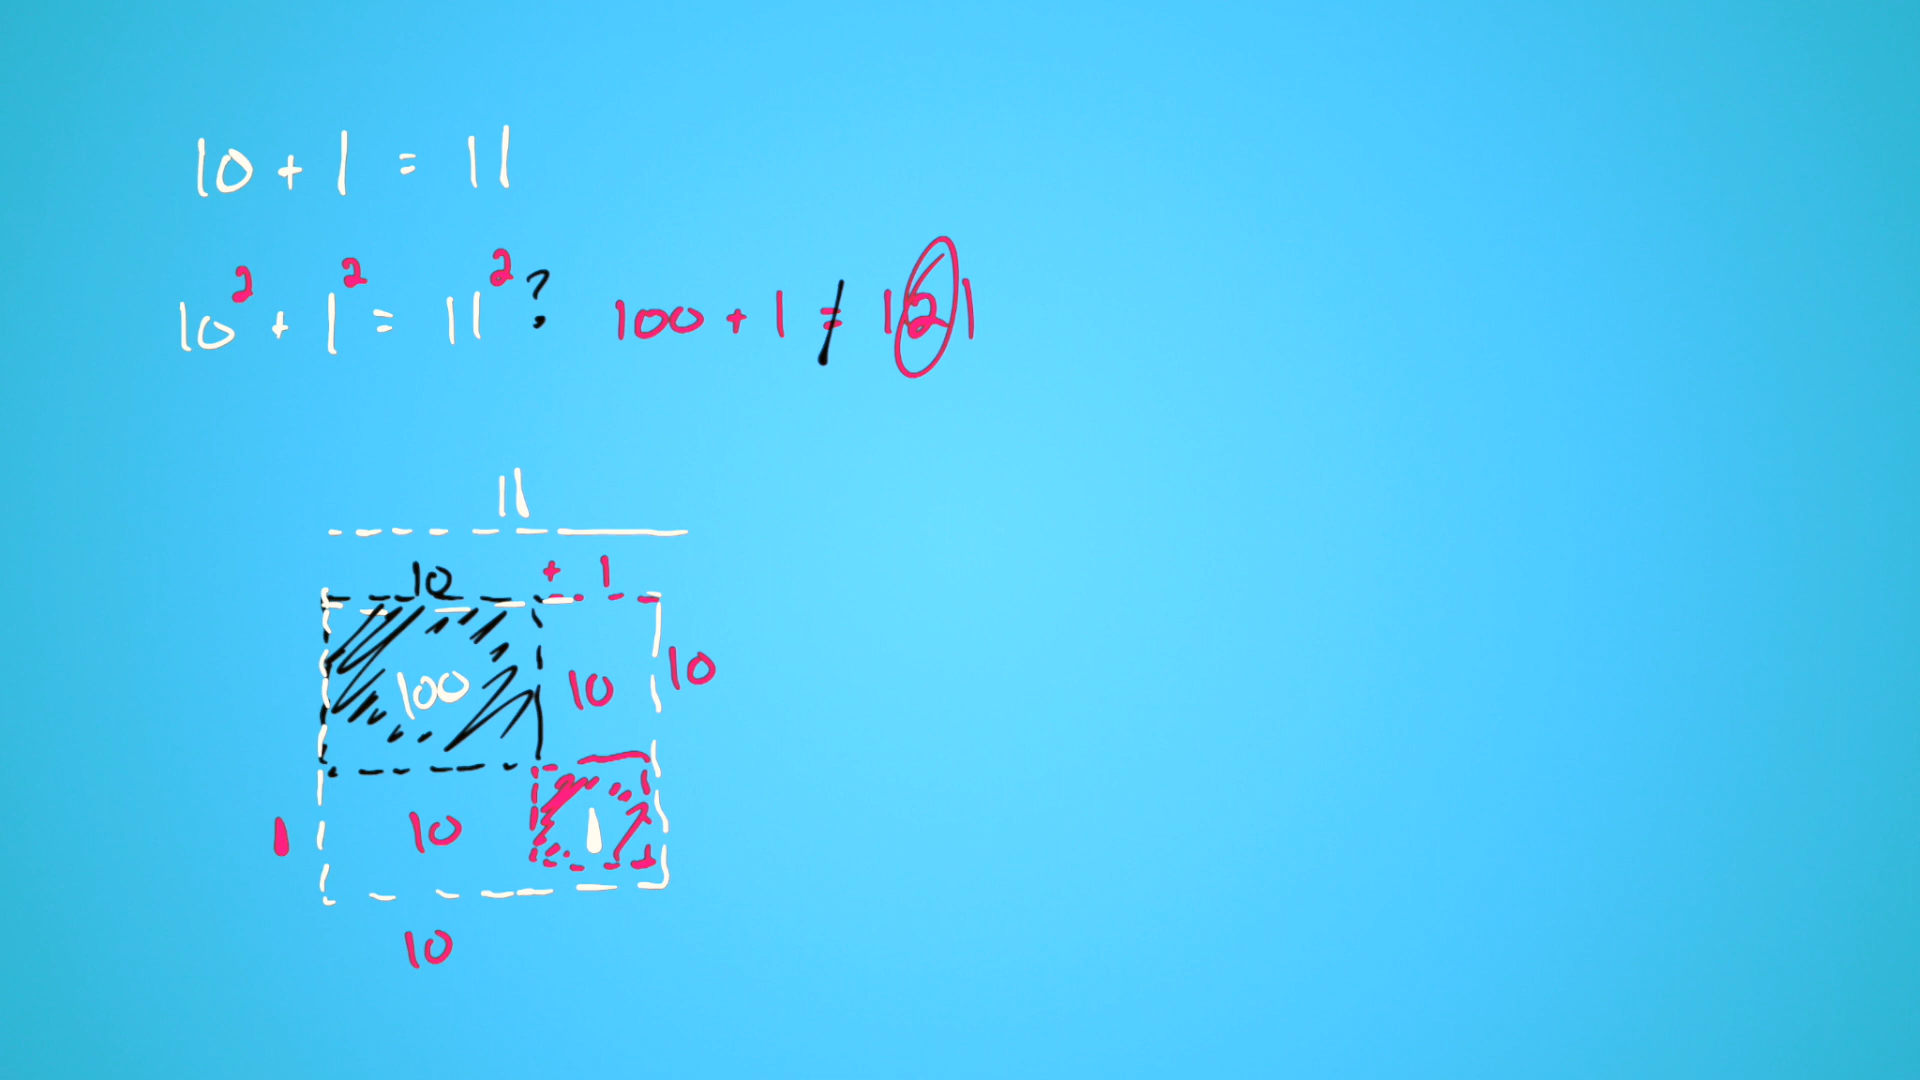 10 + 1 = 11
10² + 1² = 11² ? 100 + 1 ≠ 121
11
10 + 1
100 10 10
1 10 1
10